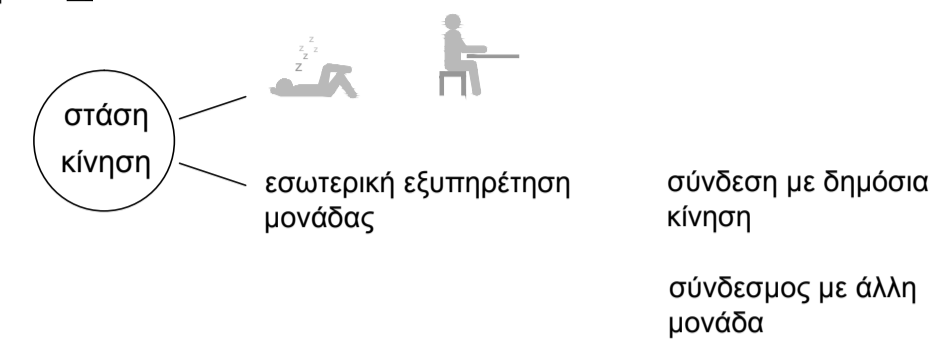 z
z
z
z
z
στάση
κίνηση
εσωτερική εξυπηρέτηση
μονάδας
σύνδεση με δημόσια
κίνηση
σύνδεσμος με άλλη
μονάδα